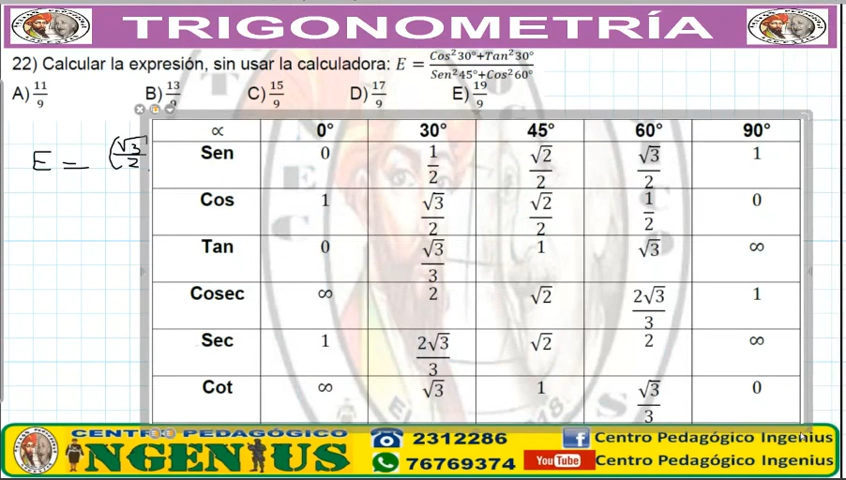 TRIGONOMETRÍA
22) Calcular la expresión, sin usar la calculadora: E = (Cos²30°+Tan²30°)/(Sen²45°+Cos²60°)
A) 11/9 B) 13/9 C) 15/9 D) 17/9 E) 19/9
E = (√3/2
∝ 0° 30° 45° 60° 90°
Sen 0 1/2 √2/2 √3/2 1
Cos 1 √3/2 √2/2 1/2 0
Tan 0 √3/3 1 √3 ∞
Cosec ∞ 2 √2 2√3/3 1
Sec 1 2√3/3 √2 2 ∞
Cot ∞ √3 1 √3/3 0
CENTRO PEDAGÓGICO
INGENIUS
2312286
76769374
Centro Pedagógico Ingenius
YouTube Centro Pedagógico Ingenius